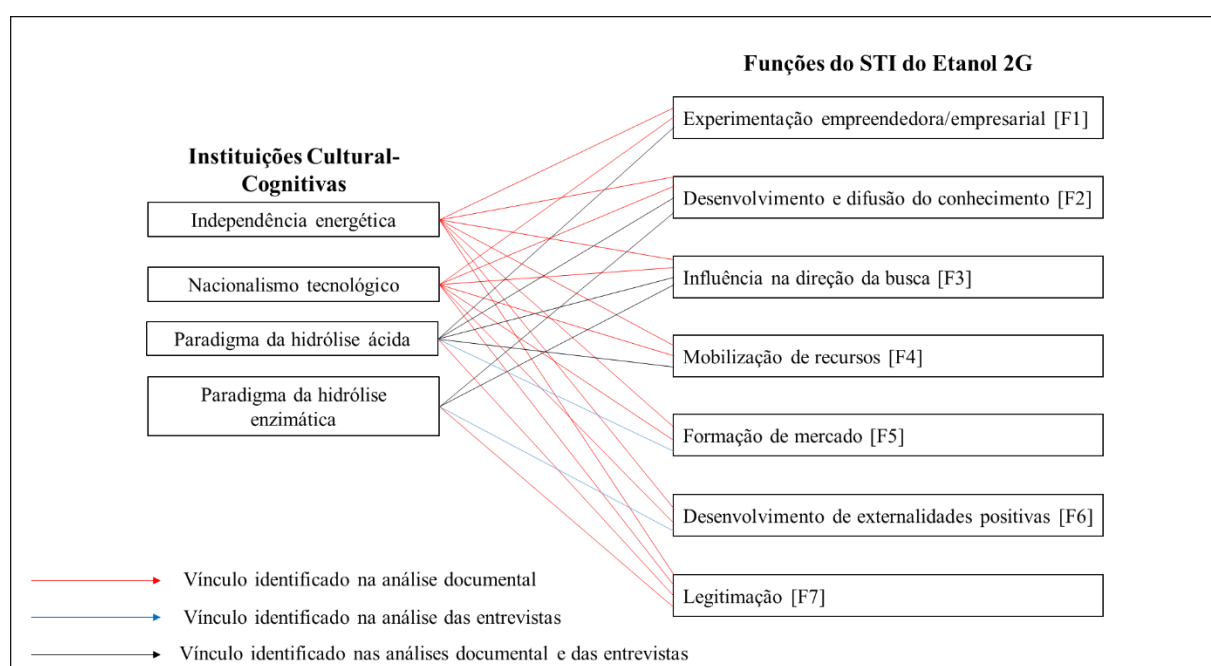 Funções do STI do Etanol 2G
Experimentação empreendedora/empresarial [F1]
Instituições Cultural-
Cognitivas
Desenvolvimento e difusão do conhecimento [F2]
Independência energética
Influência na direção da busca [F3]
Nacionalismo tecnológico
Paradigma da hidrólise ácida
Mobilização de recursos [F4]
Paradigma da hidrólise
enzimática
Formação de mercado [F5]
Desenvolvimento de externalidades positivas [F6]
Vínculo identificado na análise documental
Legitimação [F7]
Vínculo identificado na análise das entrevistas
Vínculo identificado nas análises documental e das entrevistas